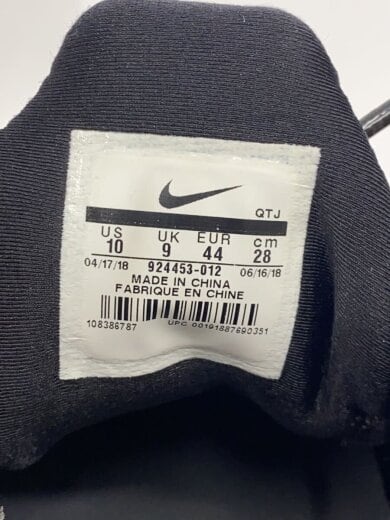 QTJ
US UK EUR cm
10 9 44 28
04/17/18 924453-012 06/16/18
MADE IN CHINA
FABRIQUE EN CHINE
108386787 UPC 00191887690351